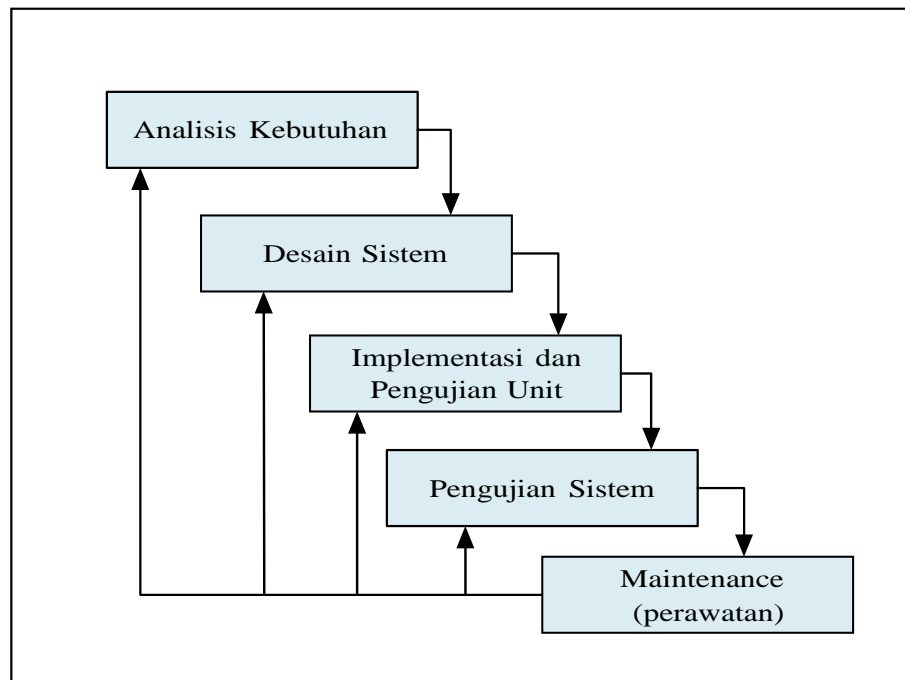 Analisis Kebutuhan
Desain Sistem
Implementasi dan
Pengujian Unit
Pengujian Sistem
Maintenance
(perawatan)